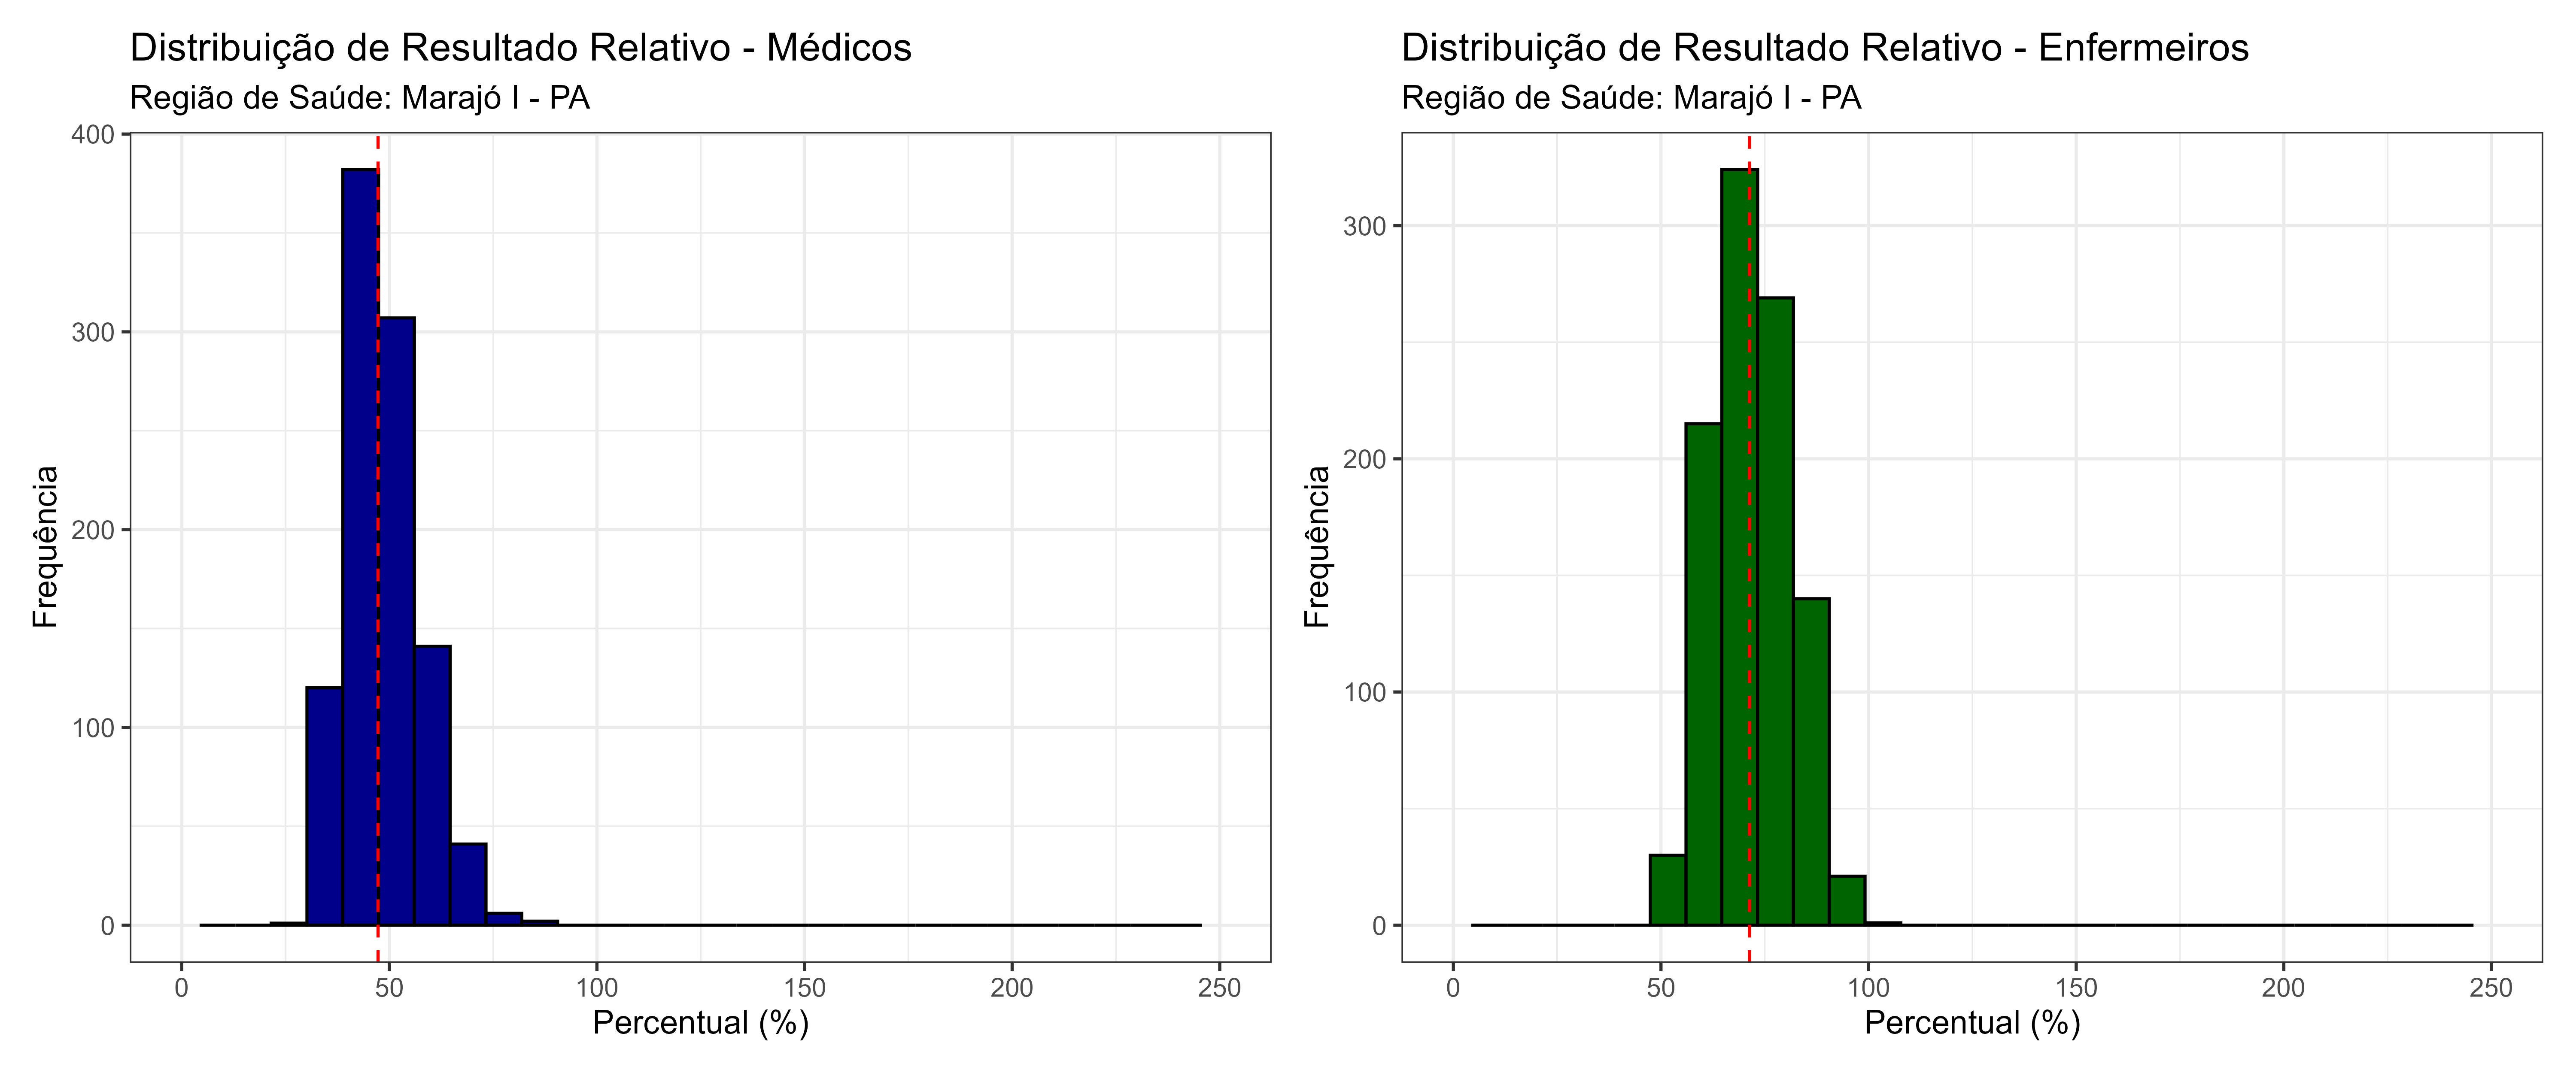 Distribuição de Resultado Relativo - Médicos
Região de Saúde: Marajó I - PA
400
300
200
100
0
Frequência
0 50 100 150 200 250
Percentual (%)
Distribuição de Resultado Relativo - Enfermeiros
Região de Saúde: Marajó I - PA
300
200
100
0
Frequência
0 50 100 150 200 250
Percentual (%)